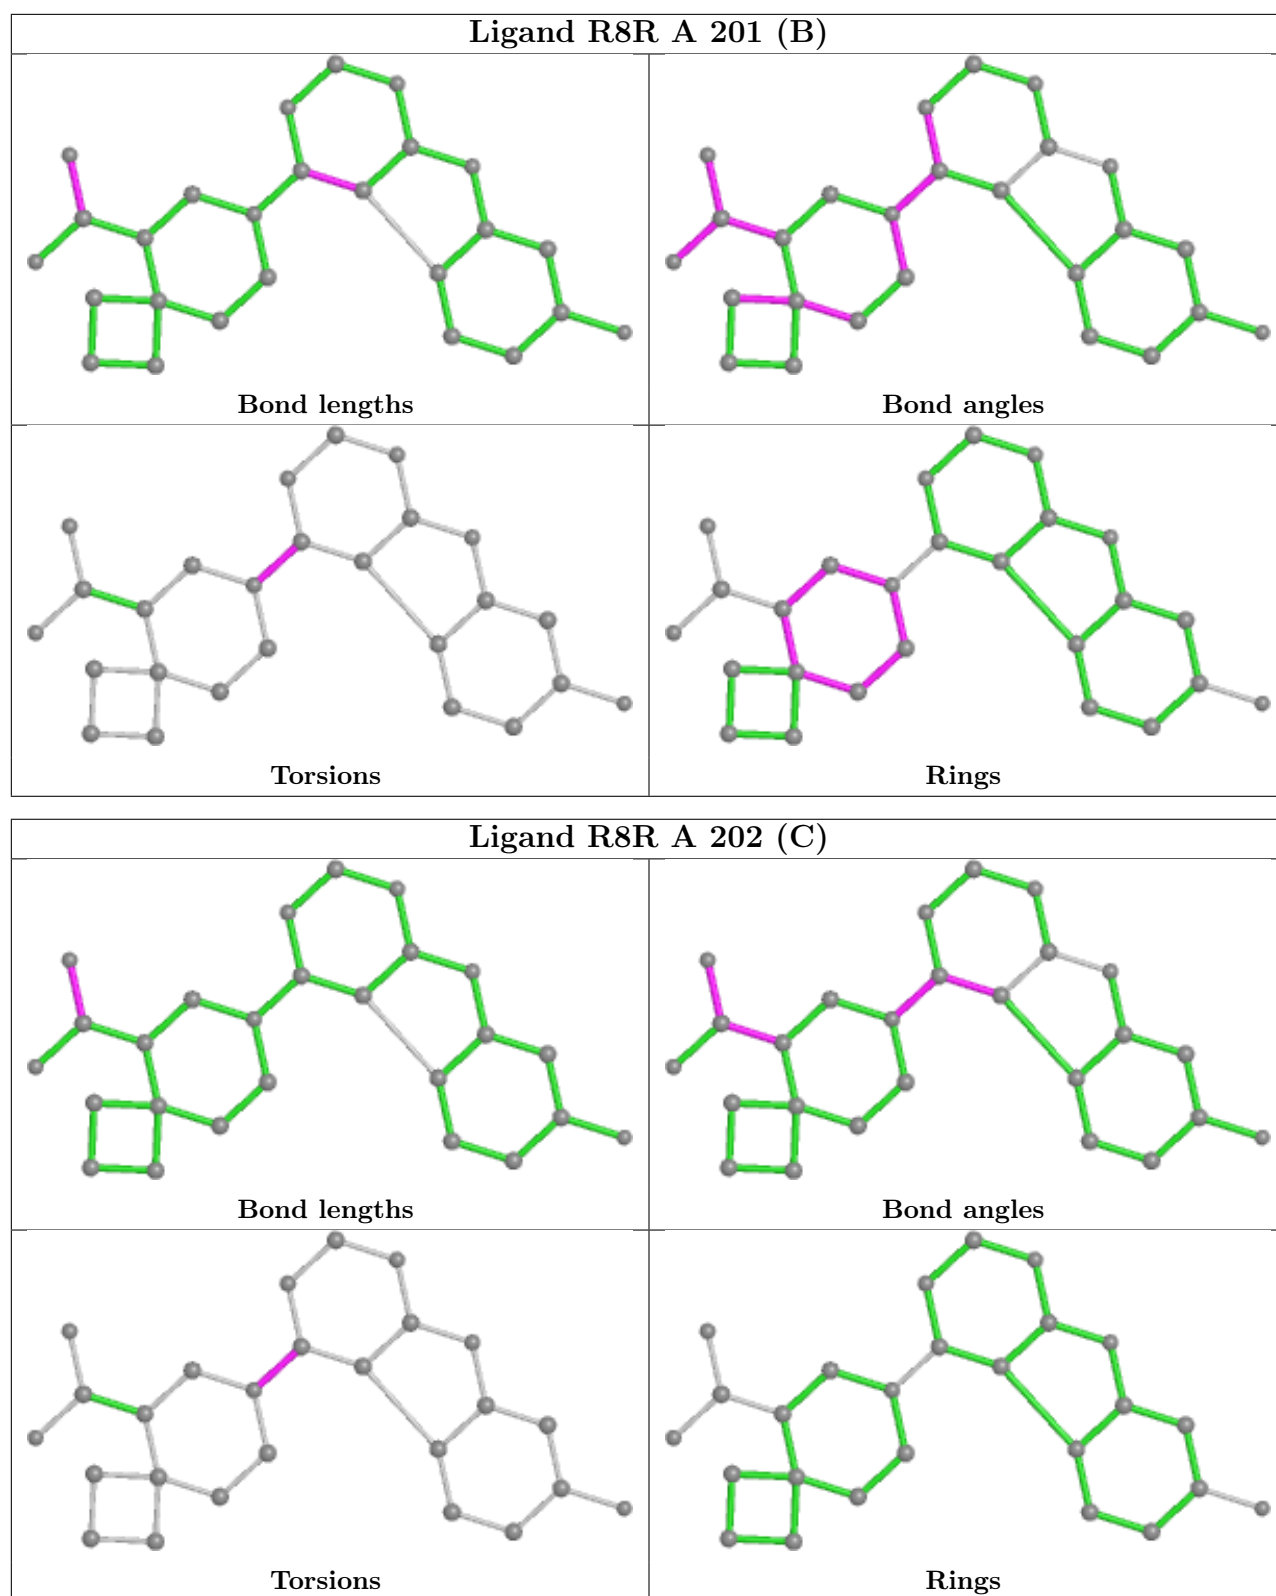 Ligand R8R A 201 (B)
Bond lengths
Bond angles
Torsions
Rings
Ligand R8R A 202 (C)
Bond lengths
Bond angles
Torsions
Rings